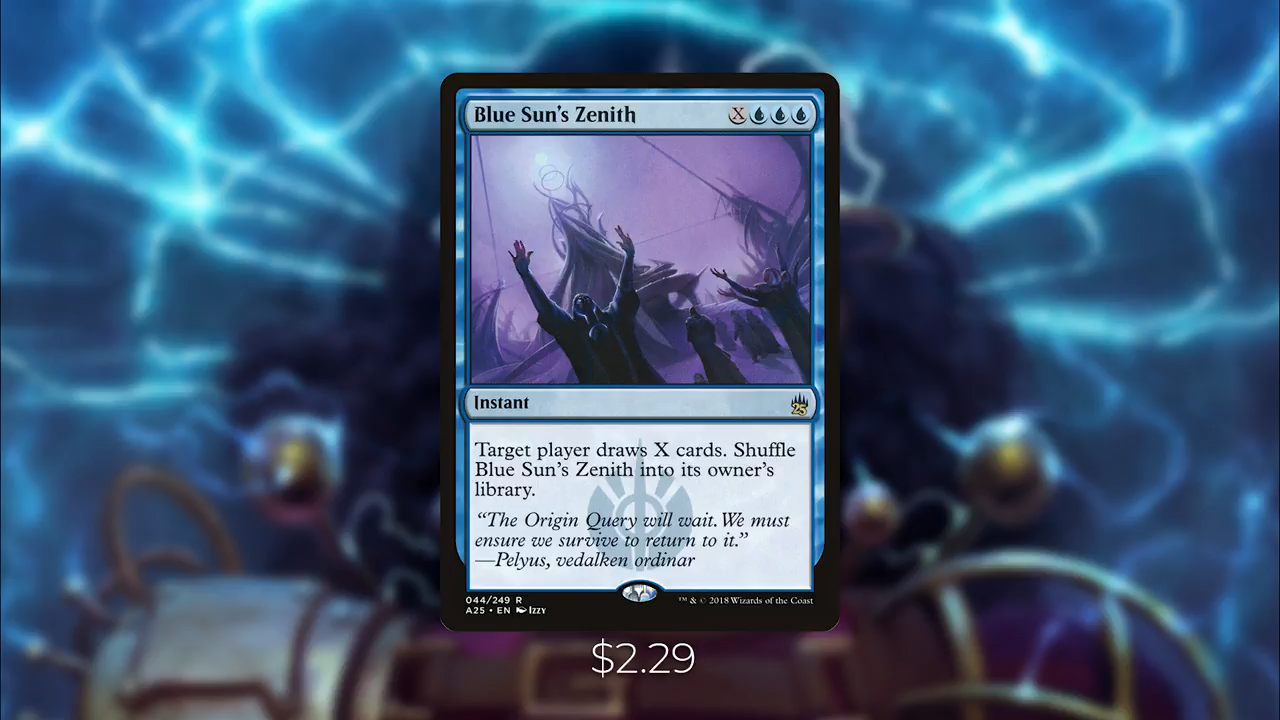 Blue Sun's Zenith X
Instant
25
Target player draws X cards. Shuffle
Blue Sun's Zenith into its owner's
library.
“The Origin Query will wait. We must
ensure we survive to return to it.”
—Pelyus, vedalken ordinar
044/249 R
A25 • EN Izzy
™ & © 2018 Wizards of the Coast
$2.29